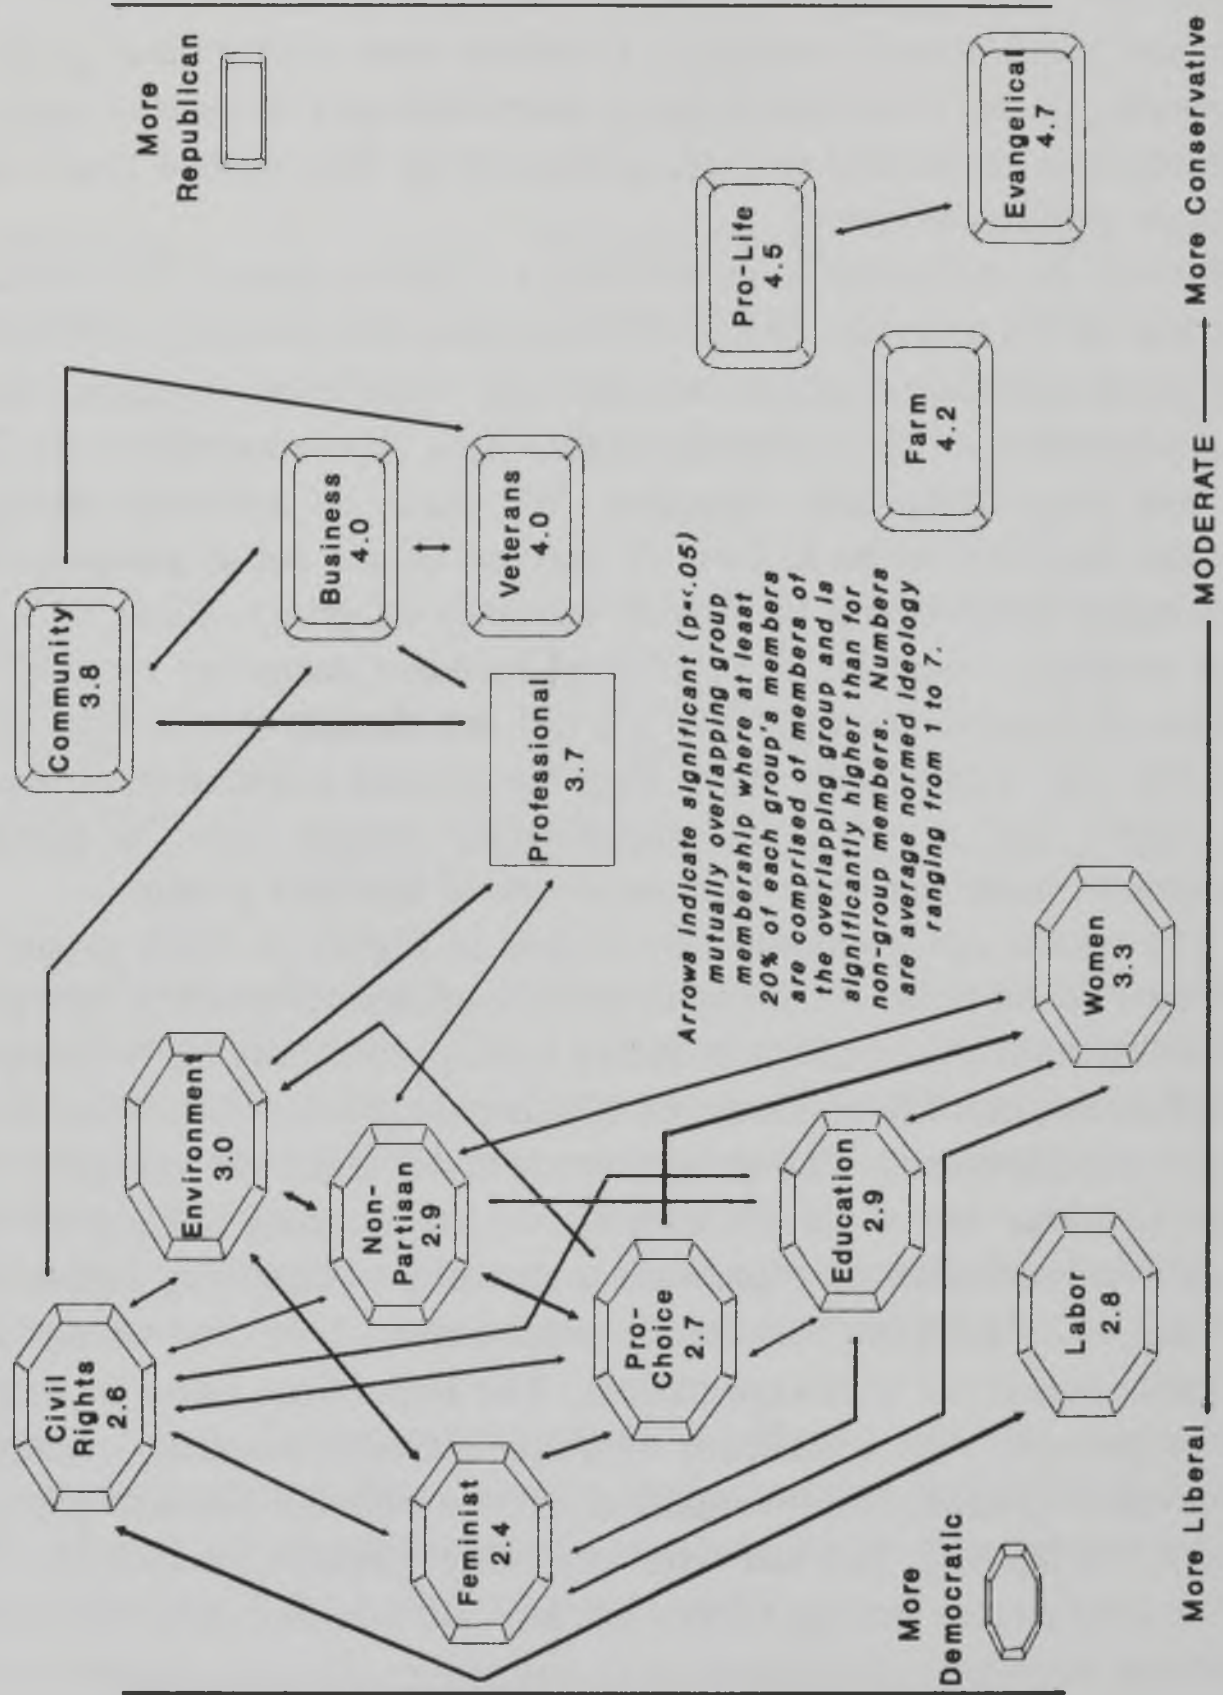 More
Republican
Community
3.8
Business
4.0
Veterans
4.0
Professional
3.7
Pro-Life
4.5
Evangelical
4.7
Farm
4.2
Civil
Rights
2.6
Environment
3.0
Non-
Partisan
2.9
Feminist
2.4
Pro-
Choice
2.7
Education
2.9
Women
3.3
Labor
2.8
Arrows indicate significant (p=<.05)
mutually overlapping group
membership where at least
20% of each group's members
are comprised of members of
the overlapping group and is
significantly higher than for
non-group members. Numbers
are average normed ideology
ranging from 1 to 7.
More
Democratic
More Liberal
MODERATE
More Conservative